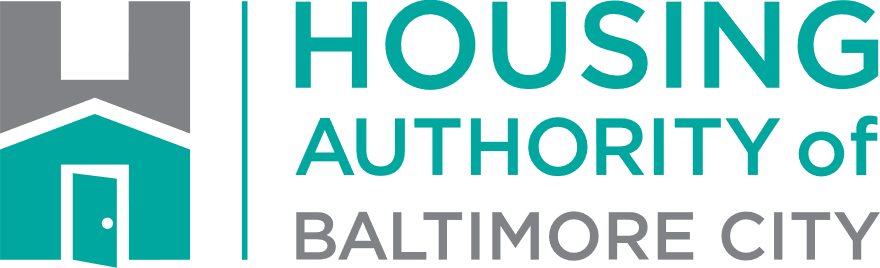 HOUSING
AUTHORITY of
BALTIMORE CITY